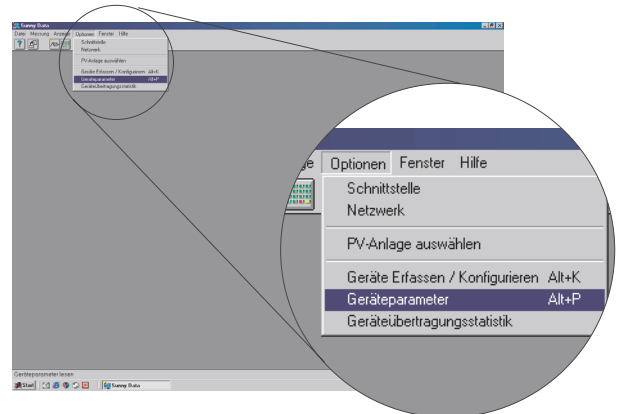 Sunny Data
Datei Messung Anzeige Optionen Fenster Hilfe
Schnittstelle
Netzwerk
PV-Anlage auswählen
Geräte Erfassen / Konfigurieren Alt+K
Geräteparameter Alt+P
Geräteübertragungsstatistik
Optionen Fenster Hilfe
Schnittstelle
Netzwerk
PV-Anlage auswählen
Geräte Erfassen / Konfigurieren Alt+K
Geräteparameter Alt+P
Geräteübertragungsstatistik
Geräteparameter lesen
Start Sunny Data